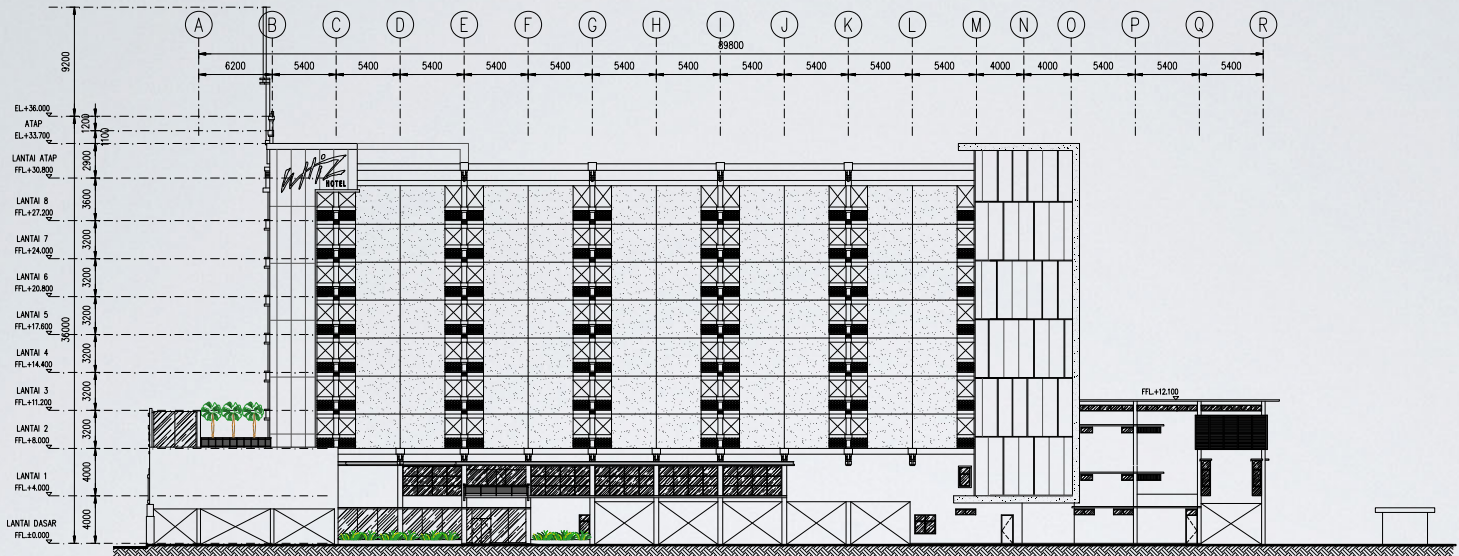 A B C D E F G H I J K L M N O P Q R
89800
6200 5400 5400 5400 5400 5400 5400 5400 5400 5400 5400 4000 4000 5400 5400 5400
9200
EL.+36.000
1200
ATAP
EL.+33.700
1100
2900
LANTAI ATAP
FFL.+30.800
WHIZ
HOTEL
3600
LANTAI 8
FFL.+27.200
3200
LANTAI 7
FFL.+24.000
3200
LANTAI 6
FFL.+20.800
3200
LANTAI 5
FFL.+17.600
36000
3200
LANTAI 4
FFL.+14.400
3200
LANTAI 3
FFL.+11.200
FFL.+12.100
3200
LANTAI 2
FFL.+8.000
4000
LANTAI 1
FFL.+4.000
4000
LANTAI DASAR
FFL.±0.000